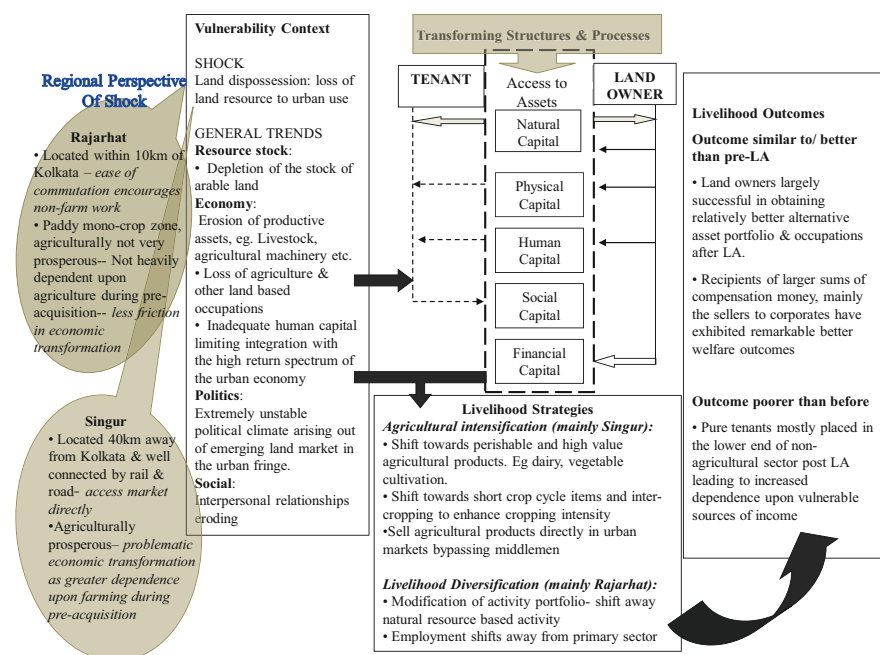 Regional Perspective
Of Shock
Rajarhat
• Located within 10km of
Kolkata – ease of
commutation encourages
non-farm work
• Paddy mono-crop zone,
agriculturally not very
prosperous-- Not heavily
dependent upon
agriculture during pre-
acquisition-- less friction
in economic
transformation
Singur
• Located 40km away
from Kolkata & well
connected by rail &
road- access market
directly
•Agriculturally
prosperous– problematic
economic transformation
as greater dependence
upon farming during
pre-acquisition
Vulnerability Context
SHOCK
Land dispossession: loss of
land resource to urban use
GENERAL TRENDS
Resource stock:
• Depletion of the stock of
arable land
Economy:
Erosion of productive
assets, eg. Livestock,
agricultural machinery etc.
• Loss of agriculture &
other land based
occupations
• Inadequate human capital
limiting integration with
the high return spectrum of
the urban economy
Politics:
Extremely unstable
political climate arising out
of emerging land market in
the urban fringe.
Social:
Interpersonal relationships
eroding
Transforming Structures & Processes
TENANT
Access to
Assets
LAND
OWNER
Natural
Capital
Physical
Capital
Human
Capital
Social
Capital
Financial
Capital
Livelihood Strategies
Agricultural intensification (mainly Singur):
• Shift towards perishable and high value
agricultural products. Eg dairy, vegetable
cultivation.
• Shift towards short crop cycle items and inter-
cropping to enhance cropping intensity
•Sell agricultural products directly in urban
markets bypassing middlemen
Livelihood Diversification (mainly Rajarhat):
• Modification of activity portfolio- shift away
natural resource based activity
• Employment shifts away from primary sector
Livelihood Outcomes
Outcome similar to/ better
than pre-LA
• Land owners largely
successful in obtaining
relatively better alternative
asset portfolio & occupations
after LA.
• Recipients of larger sums of
compensation money, mainly
the sellers to corporates have
exhibited remarkable better
welfare outcomes
Outcome poorer than before
• Pure tenants mostly placed in
the lower end of non-
agricultural sector post LA
leading to increased
dependence upon vulnerable
sources of income